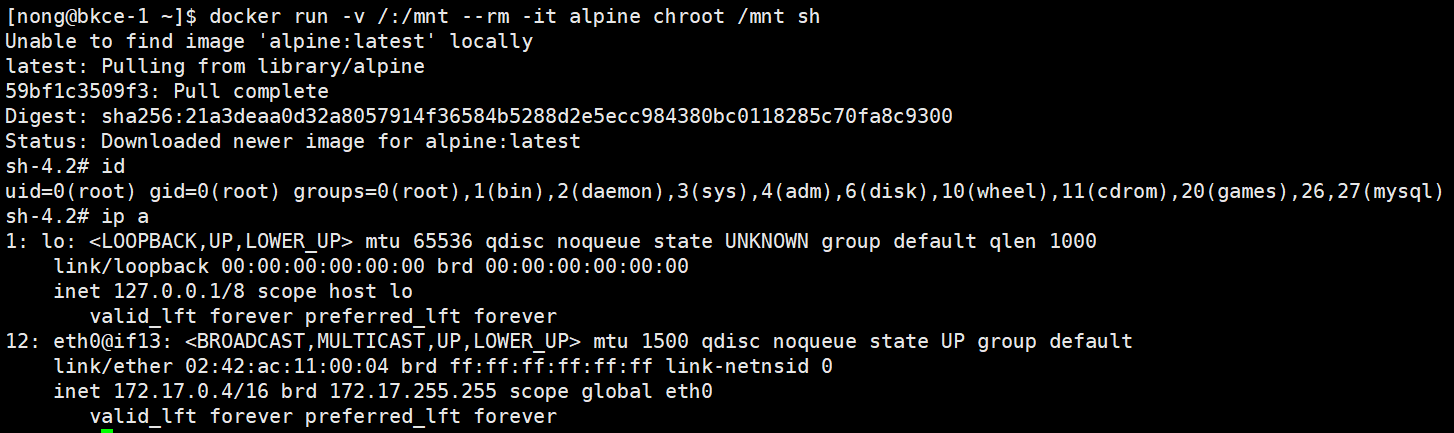 [nong@bkce-1 ~]$ docker run -v /:/mnt --rm -it alpine chroot /mnt sh
Unable to find image 'alpine:latest' locally
latest: Pulling from library/alpine
59bf1c3509f3: Pull complete
Digest: sha256:21a3deaa0d32a8057914f36584b5288d2e5ecc984380bc0118285c70fa8c9300
Status: Downloaded newer image for alpine:latest
sh-4.2# id
uid=0(root) gid=0(root) groups=0(root),1(bin),2(daemon),3(sys),4(adm),6(disk),10(wheel),11(cdrom),20(games),26,27(mysql)
sh-4.2# ip a
1: lo: <LOOPBACK,UP,LOWER_UP> mtu 65536 qdisc noqueue state UNKNOWN group default qlen 1000
    link/loopback 00:00:00:00:00:00 brd 00:00:00:00:00:00
    inet 127.0.0.1/8 scope host lo
       valid_lft forever preferred_lft forever
12: eth0@if13: <BROADCAST,MULTICAST,UP,LOWER_UP> mtu 1500 qdisc noqueue state UP group default
    link/ether 02:42:ac:11:00:04 brd ff:ff:ff:ff:ff:ff link-netnsid 0
    inet 172.17.0.4/16 brd 172.17.255.255 scope global eth0
       valid_lft forever preferred_lft forever